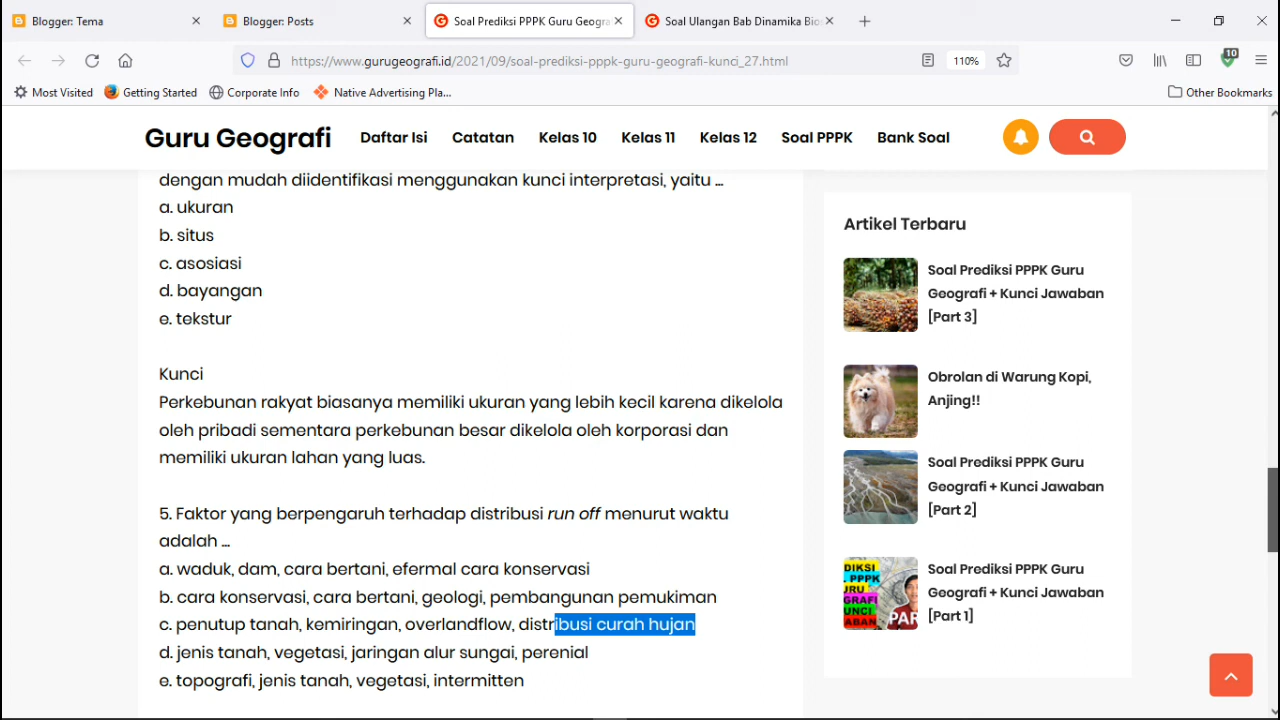 Blogger: Tema
Blogger: Posts
Soal Prediksi PPPK Guru Geogra
Soal Ulangan Bab Dinamika Bio
https://www.gurugeografi.id/2021/09/soal-prediksi-pppk-guru-geografi-kunci_27.html
110%
10
Most Visited
Getting Started
Corporate Info
Native Advertising Pla...
Other Bookmarks
Guru Geografi
Daftar Isi
Catatan
Kelas 10
Kelas 11
Kelas 12
Soal PPPK
Bank Soal
dengan mudah diidentifikasi menggunakan kunci interpretasi, yaitu ...
a. ukuran
b. situs
c. asosiasi
d. bayangan
e. tekstur
Kunci
Perkebunan rakyat biasanya memiliki ukuran yang lebih kecil karena dikelola
oleh pribadi sementara perkebunan besar dikelola oleh korporasi dan
memiliki ukuran lahan yang luas.
5. Faktor yang berpengaruh terhadap distribusi run off menurut waktu
adalah ...
a. waduk, dam, cara bertani, efermal cara konservasi
b. cara konservasi, cara bertani, geologi, pembangunan pemukiman
c. penutup tanah, kemiringan, overlandflow, distribusi curah hujan
d. jenis tanah, vegetasi, jaringan alur sungai, perenial
e. topografi, jenis tanah, vegetasi, intermitten
Artikel Terbaru
Soal Prediksi PPPK Guru
Geografi + Kunci Jawaban
[Part 3]
Obrolan di Warung Kopi,
Anjing!!
Soal Prediksi PPPK Guru
Geografi + Kunci Jawaban
[Part 2]
DIKSI
PPPK
URU
GRAFI
KUNCI
BAN
PAR
Soal Prediksi PPPK Guru
Geografi + Kunci Jawaban
[Part 1]